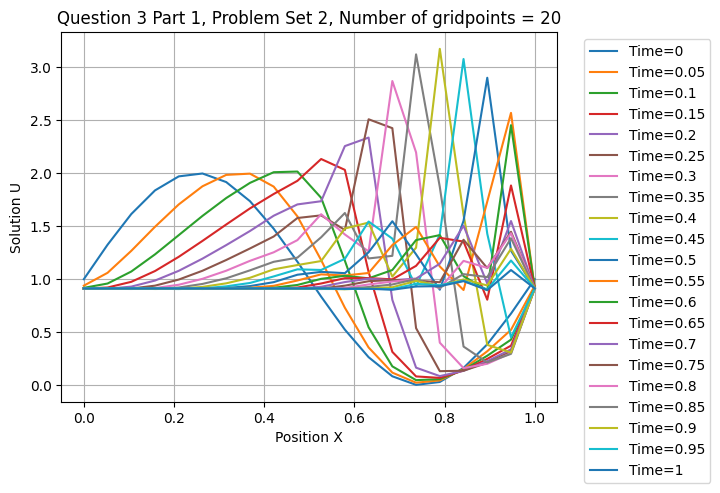 Question 3 Part 1, Problem Set 2, Number of gridpoints = 20
Solution U
3.0
2.5
2.0
1.5
1.0
0.5
0.0
0.0
0.2
0.4
0.6
0.8
1.0
Position X
Time=0
Time=0.05
Time=0.1
Time=0.15
Time=0.2
Time=0.25
Time=0.3
Time=0.35
Time=0.4
Time=0.45
Time=0.5
Time=0.55
Time=0.6
Time=0.65
Time=0.7
Time=0.75
Time=0.8
Time=0.85
Time=0.9
Time=0.95
Time=1